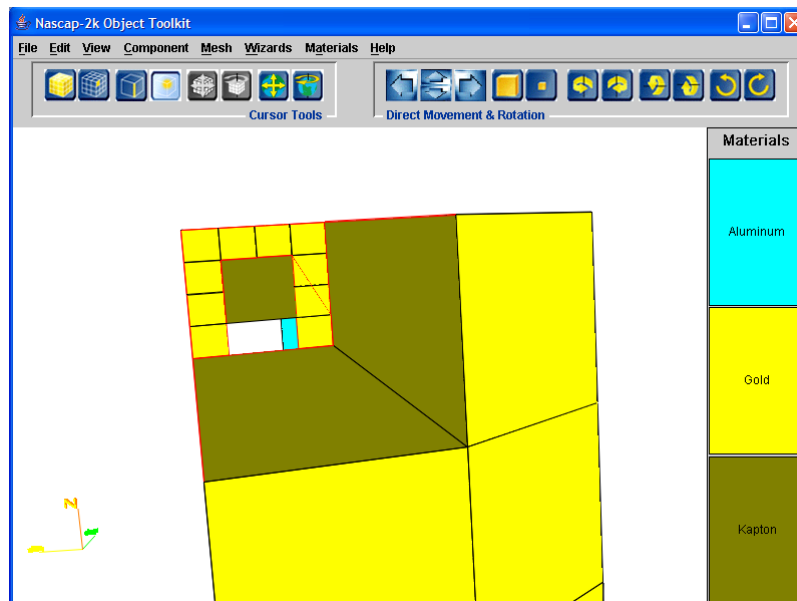 Nascap-2k Object Toolkit
File Edit View Component Mesh Wizards Materials Help
Cursor Tools
Direct Movement & Rotation
Materials
Aluminum
Gold
Kapton